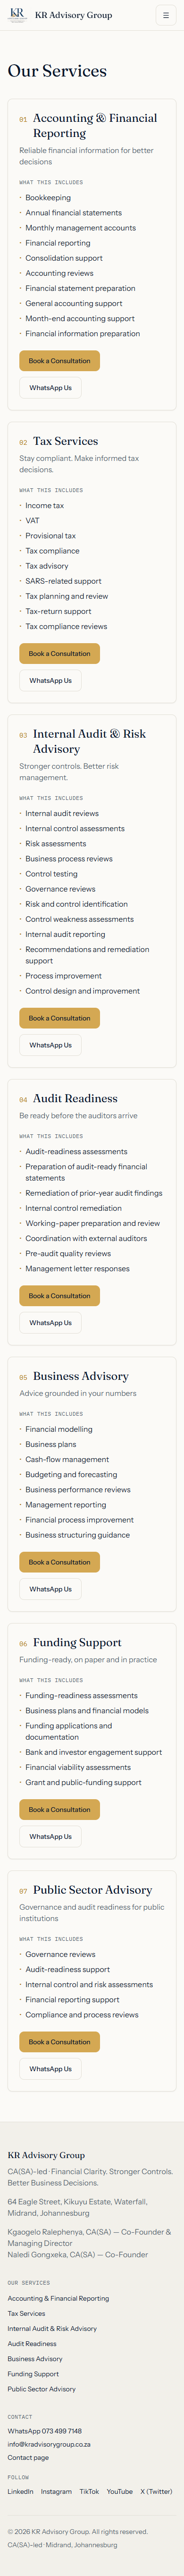 KR
KR Advisory Group
Our Services
01 Accounting & Financial
Reporting
Reliable financial information for better
decisions
WHAT THIS INCLUDES
· Bookkeeping
· Annual financial statements
· Monthly management accounts
· Financial reporting
· Consolidation support
· Accounting reviews
· Financial statement preparation
· General accounting support
· Month-end accounting support
· Financial information preparation
Book a Consultation
WhatsApp Us
02 Tax Services
Stay compliant. Make informed tax
decisions.
WHAT THIS INCLUDES
· Income tax
· VAT
· Provisional tax
· Tax compliance
· Tax advisory
· SARS-related support
· Tax planning and review
· Tax-return support
· Tax compliance reviews
Book a Consultation
WhatsApp Us
03 Internal Audit & Risk
Advisory
Stronger controls. Better risk
management.
WHAT THIS INCLUDES
· Internal audit reviews
· Internal control assessments
· Risk assessments
· Business process reviews
· Control testing
· Governance reviews
· Risk and control identification
· Control weakness assessments
· Internal audit reporting
· Recommendations and remediation
support
· Process improvement
· Control design and improvement
Book a Consultation
WhatsApp Us
04 Audit Readiness
Be ready before the auditors arrive
WHAT THIS INCLUDES
· Audit-readiness assessments
· Preparation of audit-ready financial
statements
· Remediation of prior-year audit findings
· Internal control remediation
· Working-paper preparation and review
· Coordination with external auditors
· Pre-audit quality reviews
· Management letter responses
Book a Consultation
WhatsApp Us
05 Business Advisory
Advice grounded in your numbers
WHAT THIS INCLUDES
· Financial modelling
· Business plans
· Cash-flow management
· Budgeting and forecasting
· Business performance reviews
· Management reporting
· Financial process improvement
· Business structuring guidance
Book a Consultation
WhatsApp Us
06 Funding Support
Funding-ready, on paper and in practice
WHAT THIS INCLUDES
· Funding-readiness assessments
· Business plans and financial models
· Funding applications and
documentation
· Bank and investor engagement support
· Financial viability assessments
· Grant and public-funding support
Book a Consultation
WhatsApp Us
07 Public Sector Advisory
Governance and audit readiness for public
institutions
WHAT THIS INCLUDES
· Governance reviews
· Audit-readiness support
· Internal control and risk assessments
· Financial reporting support
· Compliance and process reviews
Book a Consultation
WhatsApp Us
KR Advisory Group
CA(SA)-led · Financial Clarity. Stronger Controls.
Better Business Decisions.
64 Eagle Street, Kikuyu Estate, Waterfall,
Midrand, Johannesburg
Kgaogelo Ralephenya, CA(SA) — Co-Founder &
Managing Director
Naledi Gongxeka, CA(SA) — Co-Founder
OUR SERVICES
Accounting & Financial Reporting
Tax Services
Internal Audit & Risk Advisory
Audit Readiness
Business Advisory
Funding Support
Public Sector Advisory
CONTACT
WhatsApp 073 499 7148
info@kradvisorygroup.co.za
Contact page
FOLLOW
LinkedIn Instagram TikTok YouTube X (Twitter)
© 2026 KR Advisory Group. All rights reserved.
CA(SA)-led · Midrand, Johannesburg